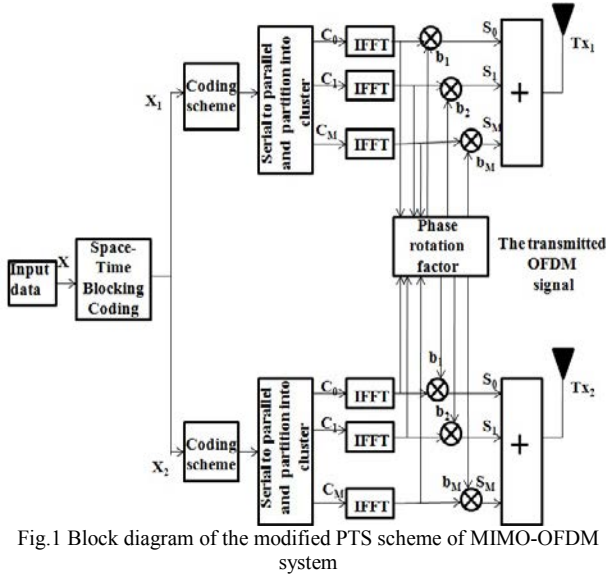 C0 IFFT b1 S0 Tx1
X1 Coding scheme
Serial to parallel and partition into cluster
C1 IFFT b2 S1
+
CM IFFT bM SM
Phase rotation factor
The transmitted OFDM signal
Input data
X
Space-Time Blocking Coding
b1
C0 IFFT S0 Tx2
b2
X2 Coding scheme
Serial to parallel and partition into cluster
C1 IFFT S1
+
CM IFFT bM SM
Fig.1 Block diagram of the modified PTS scheme of MIMO-OFDM
system